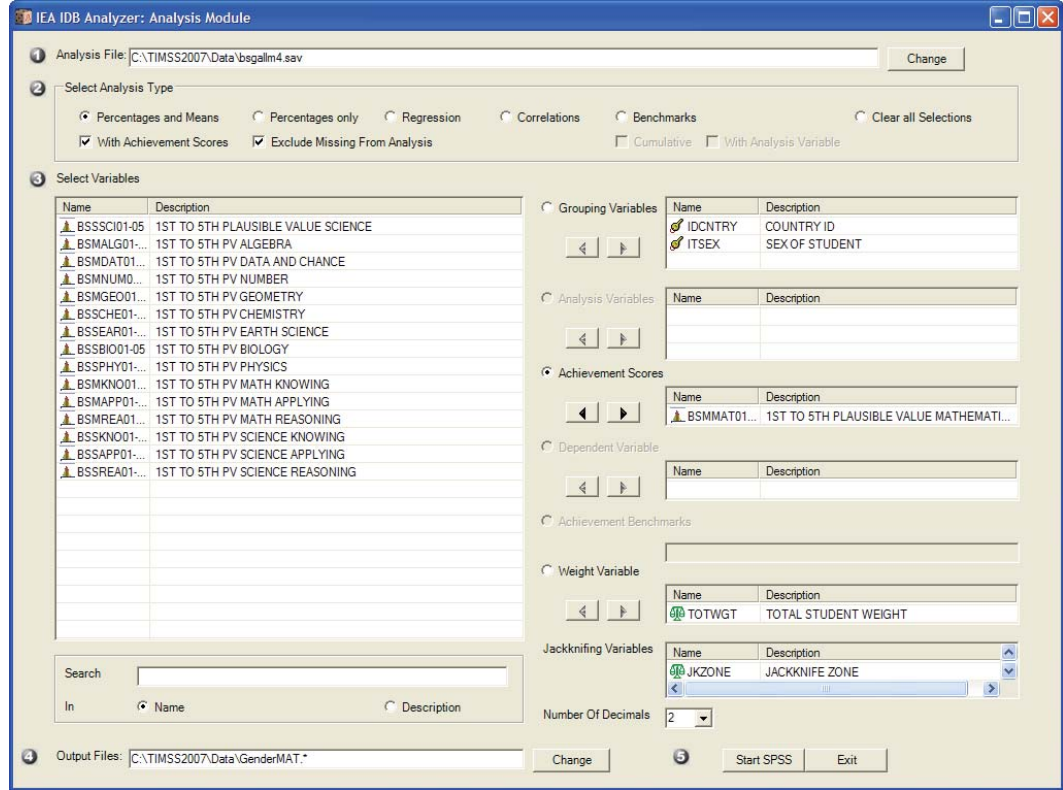 IEA IDB Analyzer: Analysis Module
1 Analysis File: C:\TIMSS2007\Data\bsgallm4.sav Change
2 Select Analysis Type
Percentages and Means Percentages only Regression Correlations Benchmarks Clear all Selections
With Achievement Scores Exclude Missing From Analysis Cumulative With Analysis Variable
3 Select Variables
Name Description
BSSSCI01-05 1ST TO 5TH PLAUSIBLE VALUE SCIENCE
BSMALG01-... 1ST TO 5TH PV ALGEBRA
BSMDAT01... 1ST TO 5TH PV DATA AND CHANCE
BSMNUM0... 1ST TO 5TH PV NUMBER
BSMGEO01... 1ST TO 5TH PV GEOMETRY
BSSCHE01-... 1ST TO 5TH PV CHEMISTRY
BSSEAR01-... 1ST TO 5TH PV EARTH SCIENCE
BSSBIO01-05 1ST TO 5TH PV BIOLOGY
BSSPHY01-... 1ST TO 5TH PV PHYSICS
BSMKNO01... 1ST TO 5TH PV MATH KNOWING
BSMAPP01-... 1ST TO 5TH PV MATH APPLYING
BSMREA01... 1ST TO 5TH PV MATH REASONING
BSSKNO01-... 1ST TO 5TH PV SCIENCE KNOWING
BSSAPP01-... 1ST TO 5TH PV SCIENCE APPLYING
BSSREA01-... 1ST TO 5TH PV SCIENCE REASONING
Grouping Variables
Name Description
IDCNTRY COUNTRY ID
ITSEX SEX OF STUDENT
Analysis Variables
Name Description
Achievement Scores
Name Description
BSMMAT01... 1ST TO 5TH PLAUSIBLE VALUE MATHEMATI...
Dependent Variable
Name Description
Achievement Benchmarks
Weight Variable
Name Description
TOTWGT TOTAL STUDENT WEIGHT
Jackknifing Variables
Name Description
JKZONE JACKKNIFE ZONE
Number Of Decimals 2
Search
In Name Description
4 Output Files: C:\TIMSS2007\Data\GenderMAT.* Change
5 Start SPSS Exit